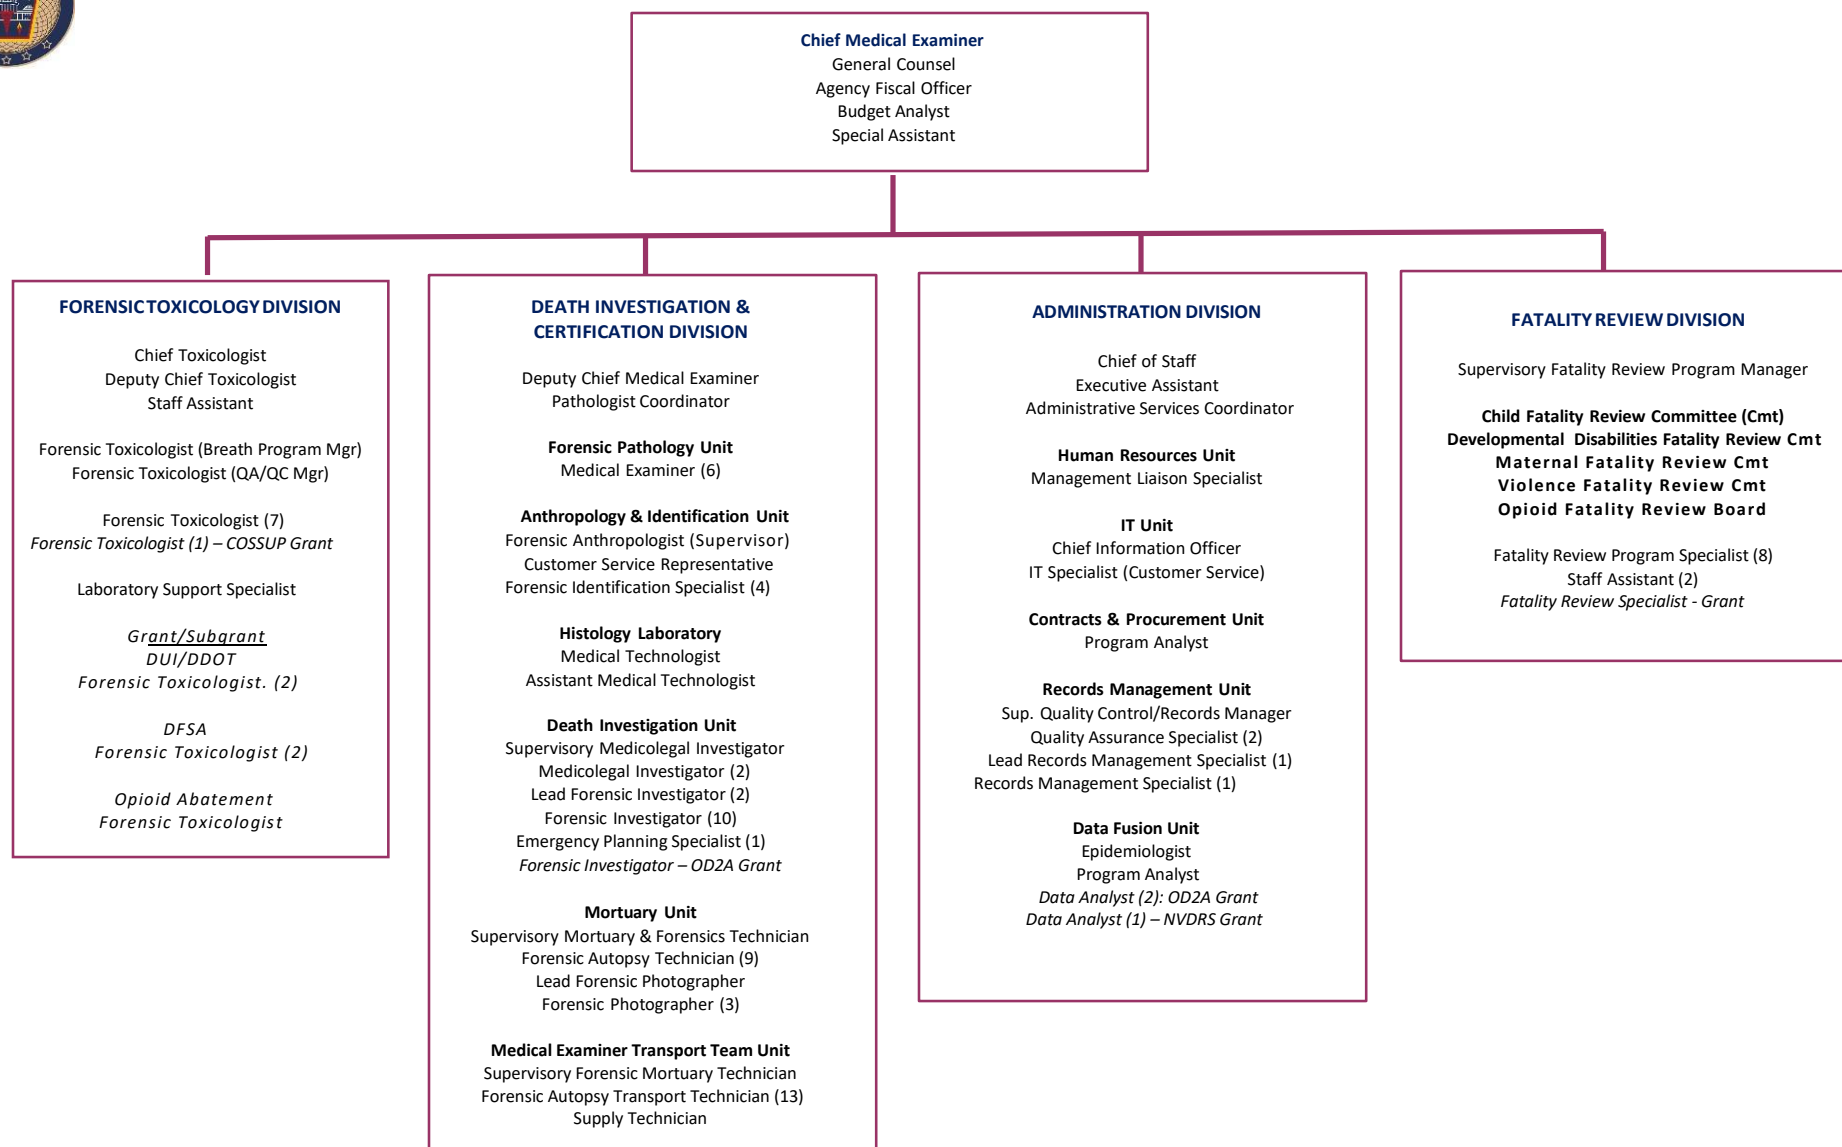 Chief Medical Examiner
General Counsel
Agency Fiscal Officer
Budget Analyst
Special Assistant
FORENSIC TOXICOLOGY DIVISION
Chief Toxicologist
Deputy Chief Toxicologist
Staff Assistant
Forensic Toxicologist (Breath Program Mgr)
Forensic Toxicologist (QA/QC Mgr)
Forensic Toxicologist (7)
Forensic Toxicologist (1) – COSSUP Grant
Laboratory Support Specialist
Grant/Subgrant
DUI/DDOT
Forensic Toxicologist. (2)
DFSA
Forensic Toxicologist (2)
Opioid Abatement
Forensic Toxicologist
DEATH INVESTIGATION &
CERTIFICATION DIVISION
Deputy Chief Medical Examiner
Pathologist Coordinator
Forensic Pathology Unit
Medical Examiner (6)
Anthropology & Identification Unit
Forensic Anthropologist (Supervisor)
Customer Service Representative
Forensic Identification Specialist (4)
Histology Laboratory
Medical Technologist
Assistant Medical Technologist
Death Investigation Unit
Supervisory Medicolegal Investigator
Medicolegal Investigator (2)
Lead Forensic Investigator (2)
Forensic Investigator (10)
Emergency Planning Specialist (1)
Forensic Investigator – OD2A Grant
Mortuary Unit
Supervisory Mortuary & Forensics Technician
Forensic Autopsy Technician (9)
Lead Forensic Photographer
Forensic Photographer (3)
Medical Examiner Transport Team Unit
Supervisory Forensic Mortuary Technician
Forensic Autopsy Transport Technician (13)
Supply Technician
ADMINISTRATION DIVISION
Chief of Staff
Executive Assistant
Administrative Services Coordinator
Human Resources Unit
Management Liaison Specialist
IT Unit
Chief Information Officer
IT Specialist (Customer Service)
Contracts & Procurement Unit
Program Analyst
Records Management Unit
Sup. Quality Control/Records Manager
Quality Assurance Specialist (2)
Lead Records Management Specialist (1)
Records Management Specialist (1)
Data Fusion Unit
Epidemiologist
Program Analyst
Data Analyst (2): OD2A Grant
Data Analyst (1) – NVDRS Grant
FATALITY REVIEW DIVISION
Supervisory Fatality Review Program Manager
Child Fatality Review Committee (Cmt)
Developmental Disabilities Fatality Review Cmt
Maternal Fatality Review Cmt
Violence Fatality Review Cmt
Opioid Fatality Review Board
Fatality Review Program Specialist (8)
Staff Assistant (2)
Fatality Review Specialist - Grant